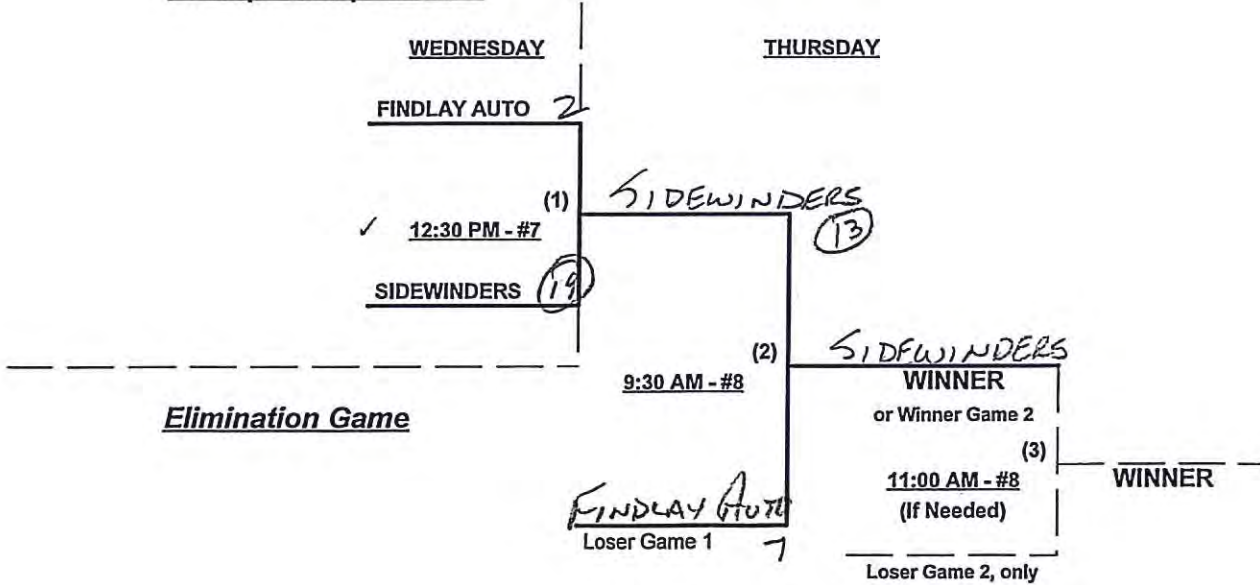 WEDNESDAY
THURSDAY
FINDLAY AUTO 2
(1)
SIDEWINDERS
13
✓ 12:30 PM - #7
SIDEWINDERS 19
(2)
SIDEWINDERS
9:30 AM - #8
WINNER
or Winner Game 2
Elimination Game
(3)
11:00 AM - #8
WINNER
(If Needed)
FINDLAY AUTO
Loser Game 1
7
Loser Game 2, only